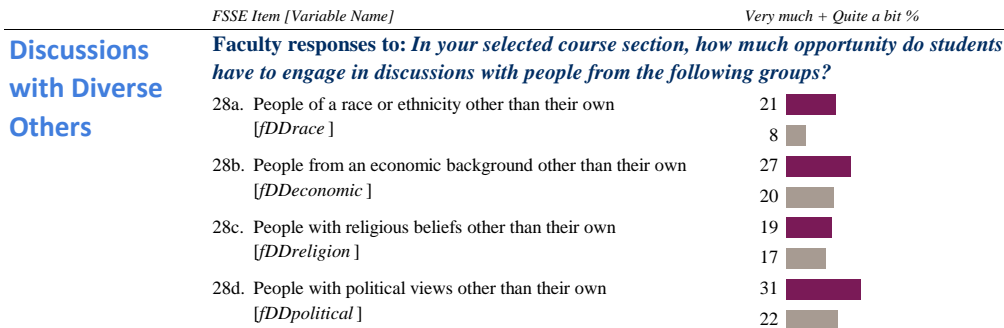 FSSE Item [Variable Name] Very much + Quite a bit %
Discussions with Diverse Others
Faculty responses to: In your selected course section, how much opportunity do students
have to engage in discussions with people from the following groups?
28a. People of a race or ethnicity other than their own 21
[fDDrace ] 8
28b. People from an economic background other than their own 27
[fDDeconomic ] 20
28c. People with religious beliefs other than their own 19
[fDDreligion ] 17
28d. People with political views other than their own 31
[fDDpolitical ] 22